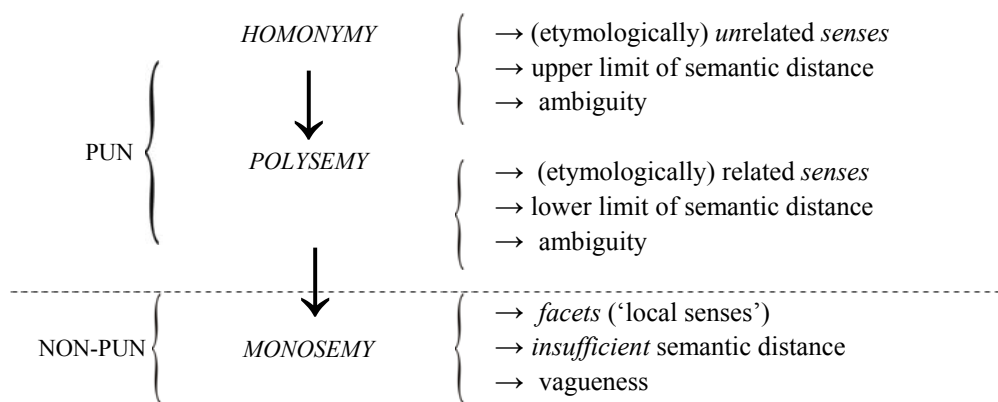 HOMONYMY
→ (etymologically) unrelated senses
→ upper limit of semantic distance
→ ambiguity
PUN
POLYSEMY
→ (etymologically) related senses
→ lower limit of semantic distance
→ ambiguity
NON-PUN
MONOSEMY
→ facets (‘local senses’)
→ insufficient semantic distance
→ vagueness